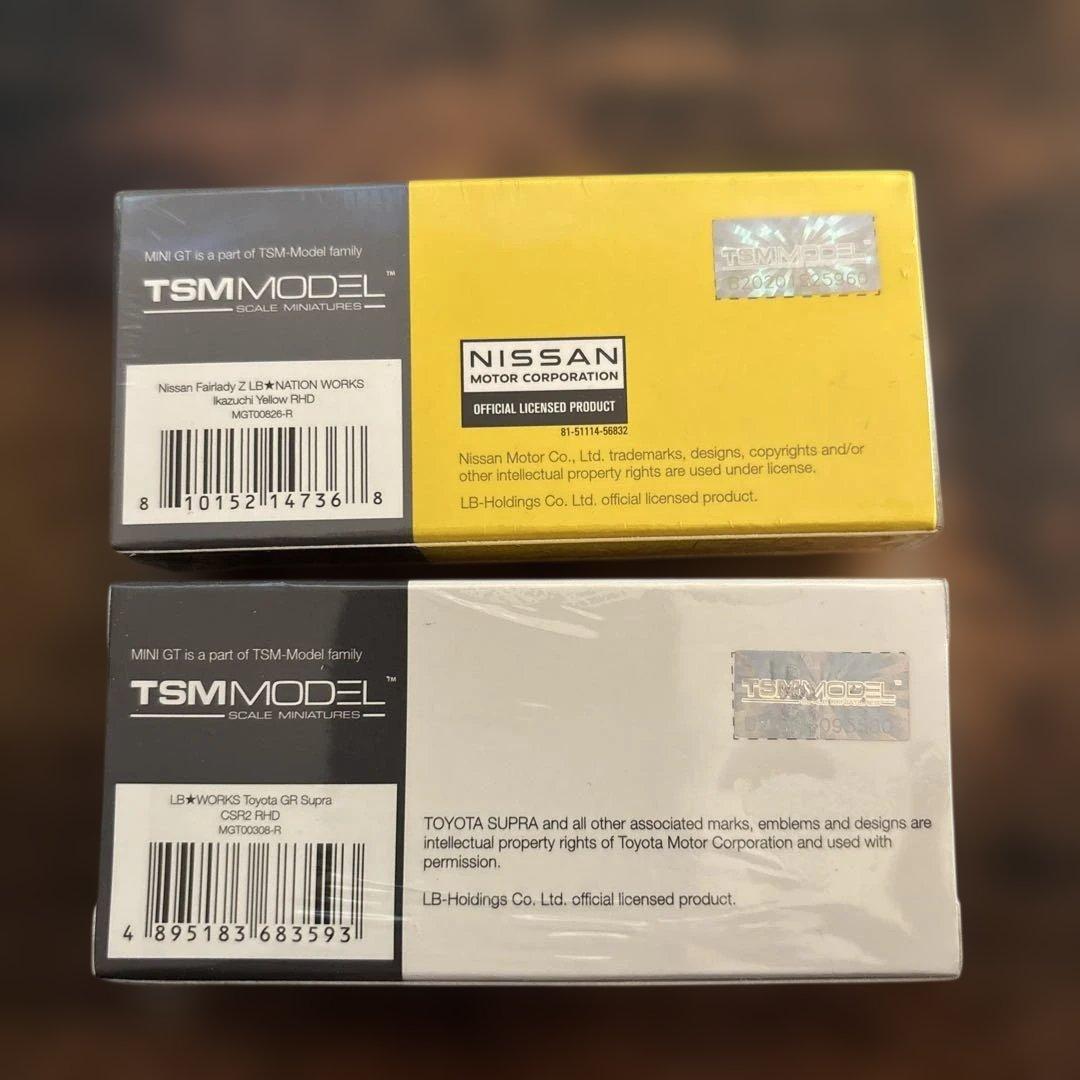 MINI GT is a part of TSM-Model family
TSMMODEL™
SCALE MINIATURES
Nissan Fairlady Z LB★NATION WORKS
Ikazuchi Yellow RHD
MGT00826-R
8 10152 14736 8
TSMMODEL
NISSAN
MOTOR CORPORATION
OFFICIAL LICENSED PRODUCT
81-51114-56832
Nissan Motor Co., Ltd. trademarks, designs, copyrights and/or
other intellectual property rights are used under license.
LB-Holdings Co. Ltd. official licensed product.
MINI GT is a part of TSM-Model family
TSMMODEL™
SCALE MINIATURES
LB★WORKS Toyota GR Supra
CSR2 RHD
MGT00308-R
4 895183 683593
TSMMODEL
SCALE MINIATURES
TOYOTA SUPRA and all other associated marks, emblems and designs are
intellectual property rights of Toyota Motor Corporation and used with
permission.
LB-Holdings Co. Ltd. official licensed product.